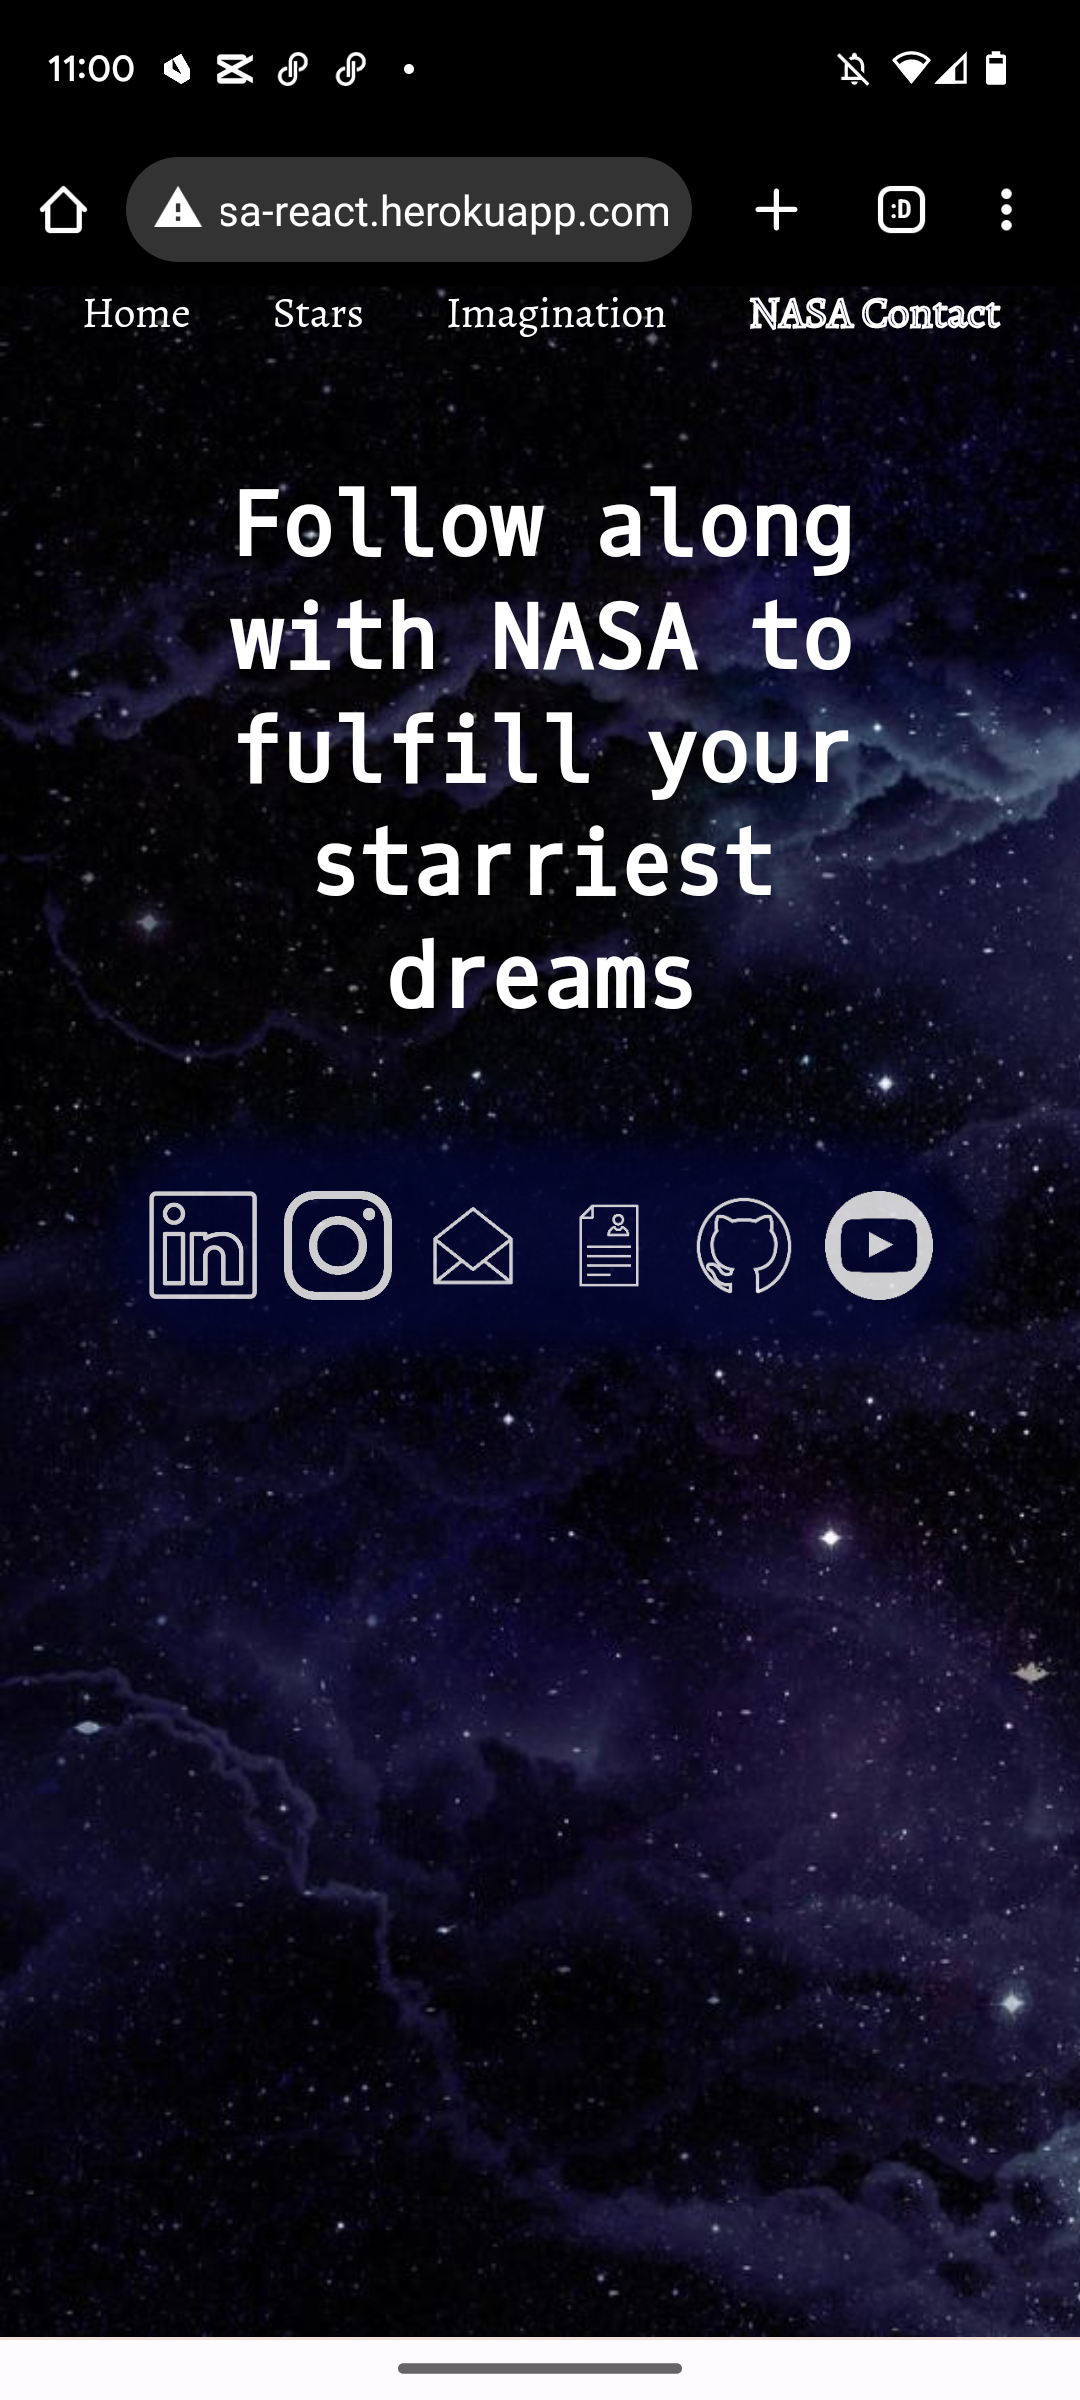 11:00
sa-react.herokuapp.com
:D
Home Stars Imagination NASA Contact
Follow along
with NASA to
fulfill your
starriest
dreams
in